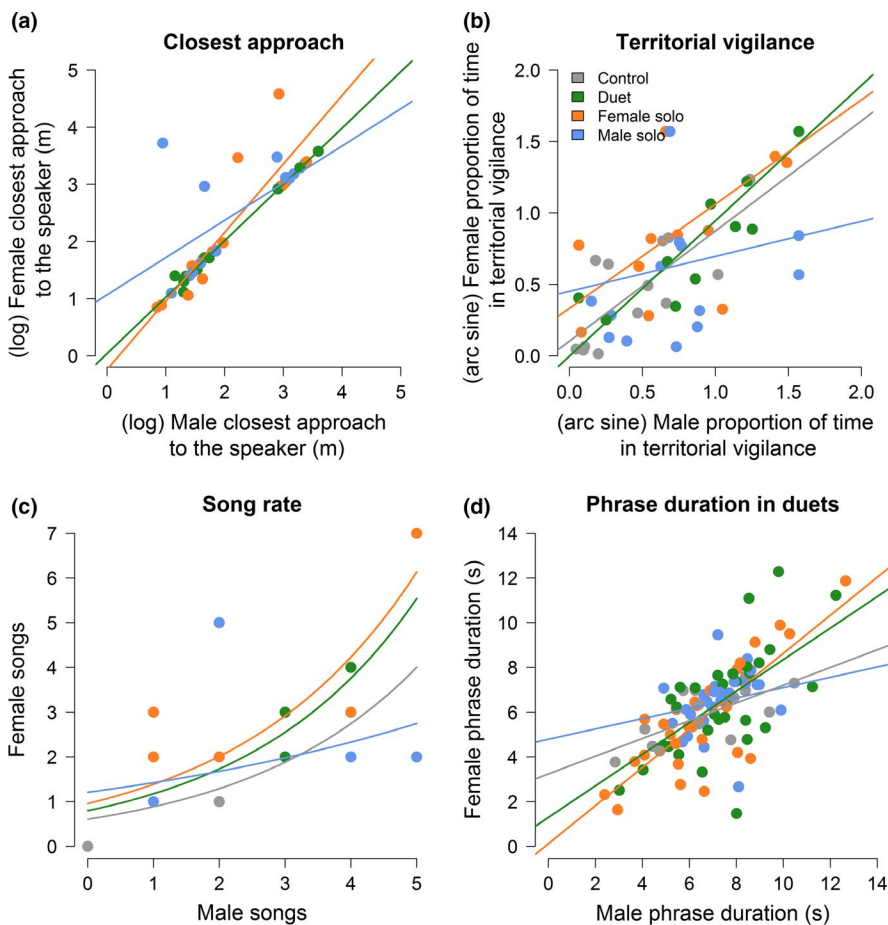 (a)
Closest approach
5
4
3
2
1
0
(log) Female closest approach
to the speaker (m)
0 1 2 3 4 5
(log) Male closest approach
to the speaker (m)
(b)
Territorial vigilance
Control
Duet
Female solo
Male solo
2.0
1.5
1.0
0.5
0.0
(arc sine) Female proportion of time
in territorial vigilance
0.0 0.5 1.0 1.5 2.0
(arc sine) Male proportion of time
in territorial vigilance
(c)
Song rate
7
6
5
4
3
2
1
0
Female songs
0 1 2 3 4 5
Male songs
(d)
Phrase duration in duets
14
12
10
8
6
4
2
0
Female phrase duration (s)
0 2 4 6 8 10 12 14
Male phrase duration (s)